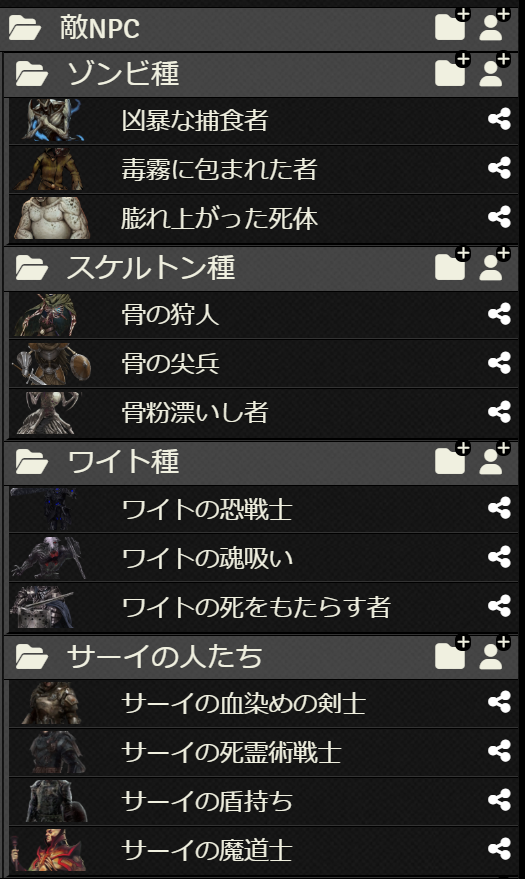 敵NPC
ゾンビ種
凶暴な捕食者
毒霧に包まれた者
膨れ上がった死体
スケルトン種
骨の狩人
骨の尖兵
骨粉漂いし者
ワイト種
ワイトの恐戦士
ワイトの魂吸い
ワイトの死をもたらす者
サーイの人たち
サーイの血染めの剣士
サーイの死霊術戦士
サーイの盾持ち
サーイの魔道士